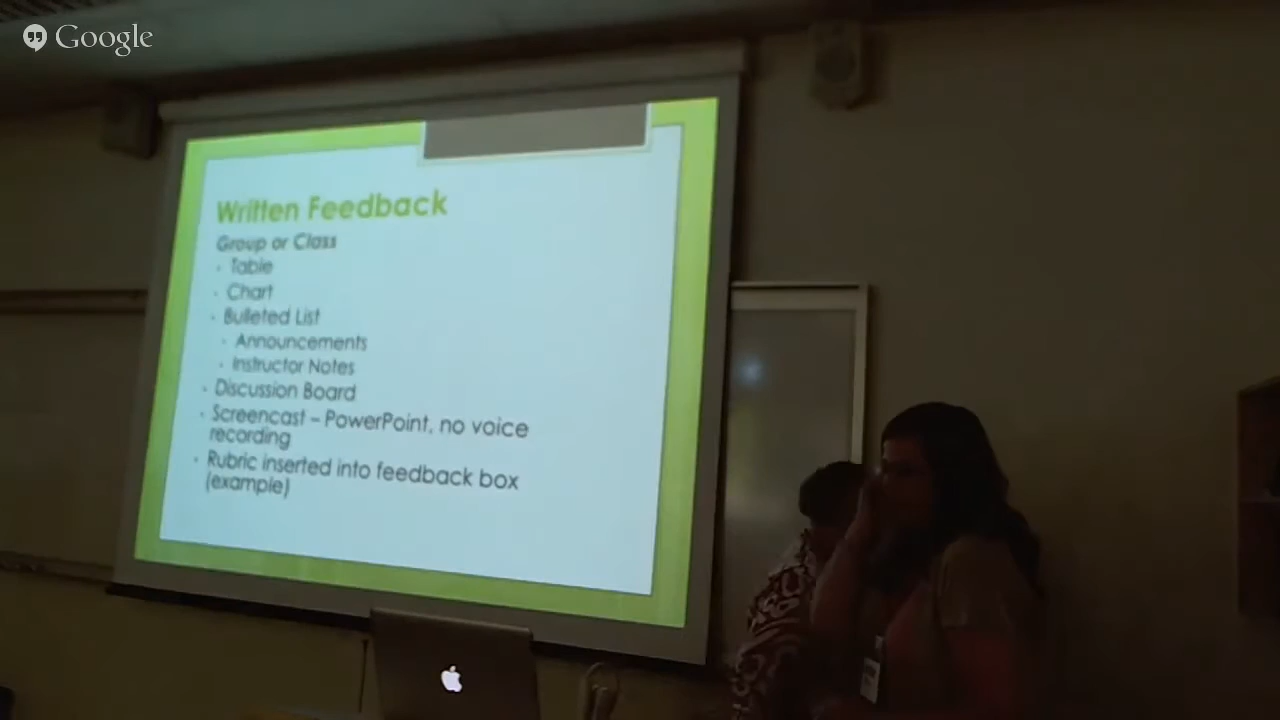 Google
Written Feedback
Group or Class
Table
Chart
Bulleted List
Announcements
Instructor Notes
Discussion Board
Screencast – PowerPoint, no voice
recording
Rubric inserted into feedback box
(example)